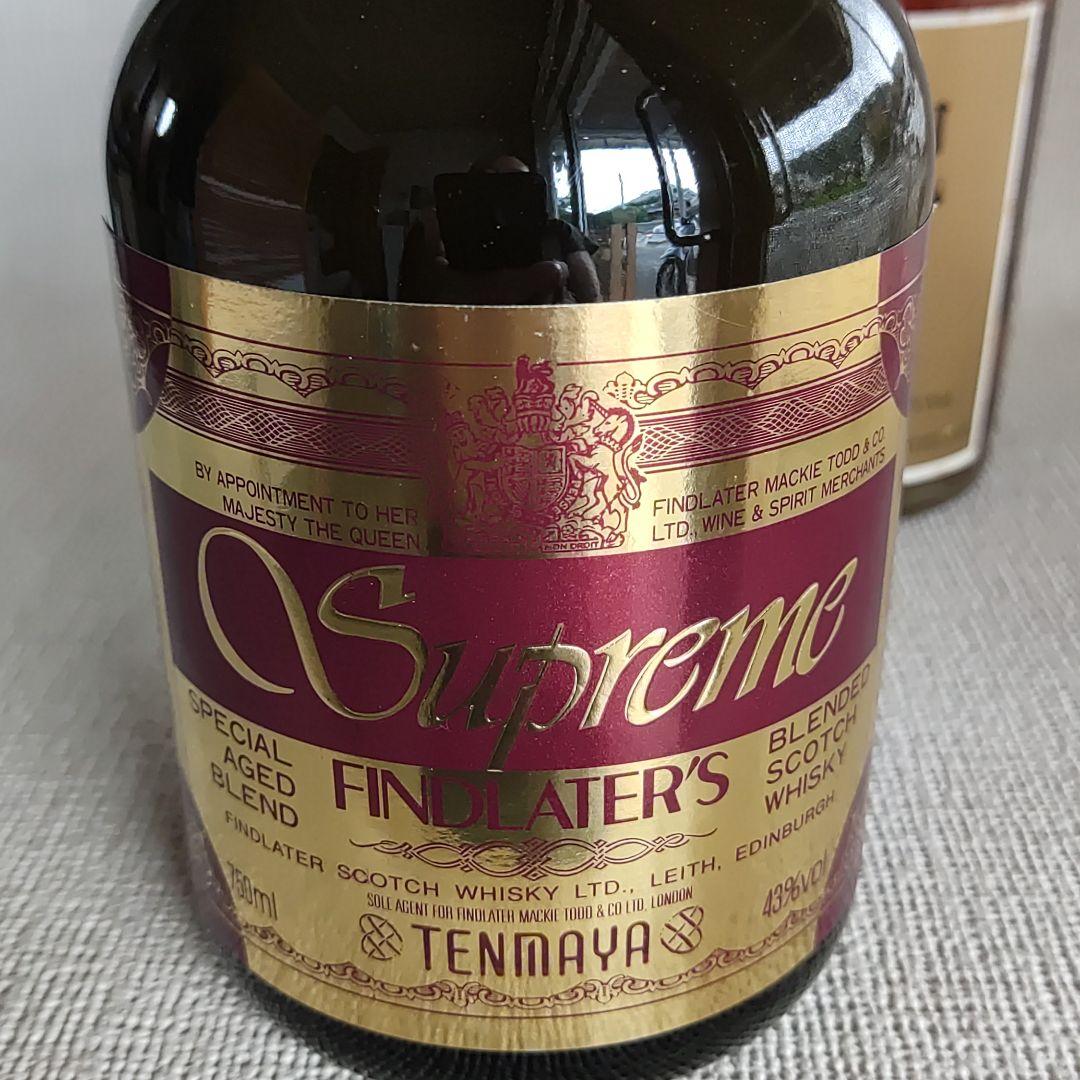 BY APPOINTMENT TO HER
MAJESTY THE QUEEN
FINDLATER MACKIE TODD & CO.
LTD. WINE & SPIRIT MERCHANTS
Supreme
SPECIAL
AGED
BLEND
FINDLATER'S
BLENDED
SCOTCH
WHISKY
FINDLATER SCOTCH WHISKY LTD., LEITH, EDINBURGH.
750ml
SOLE AGENT FOR FINDLATER MACKIE TODD & CO LTD. LONDON
43%VOL
TENMAYA